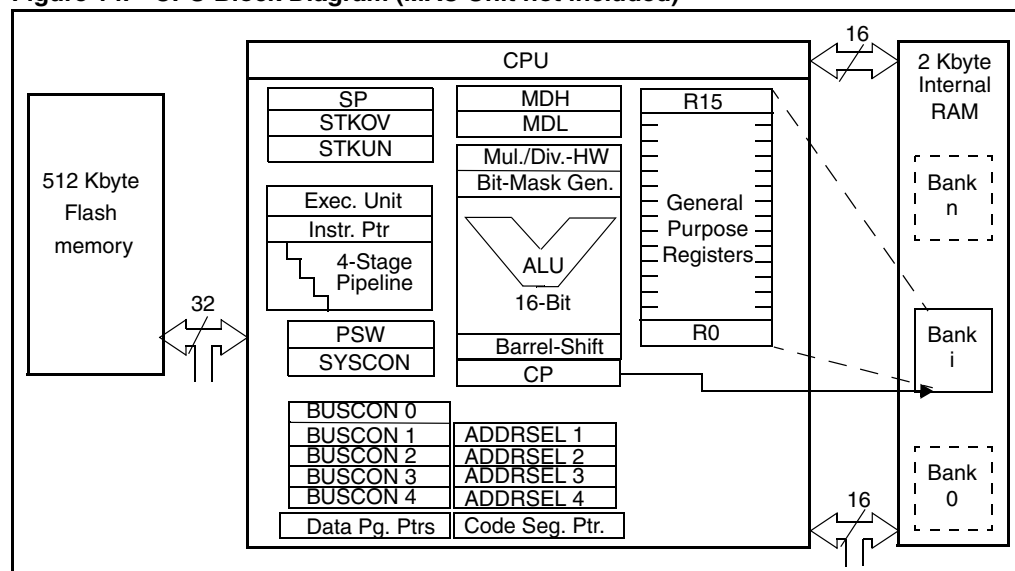 Figure 14. CPU Block Diagram (MAC Unit not included)
CPU
16
2 Kbyte
Internal
RAM
512 Kbyte
Flash
memory
32
SP
STKOV
STKUN
Exec. Unit
Instr. Ptr
4-Stage
Pipeline
PSW
SYSCON
MDH
MDL
Mul./Div.-HW
Bit-Mask Gen.
ALU
16-Bit
Barrel-Shift
CP
R15
General
Purpose
Registers
R0
Bank
n
Bank
i
Bank
0
BUSCON 0
BUSCON 1
BUSCON 2
BUSCON 3
BUSCON 4
ADDRSEL 1
ADDRSEL 2
ADDRSEL 3
ADDRSEL 4
Data Pg. Ptrs
Code Seg. Ptr.
16